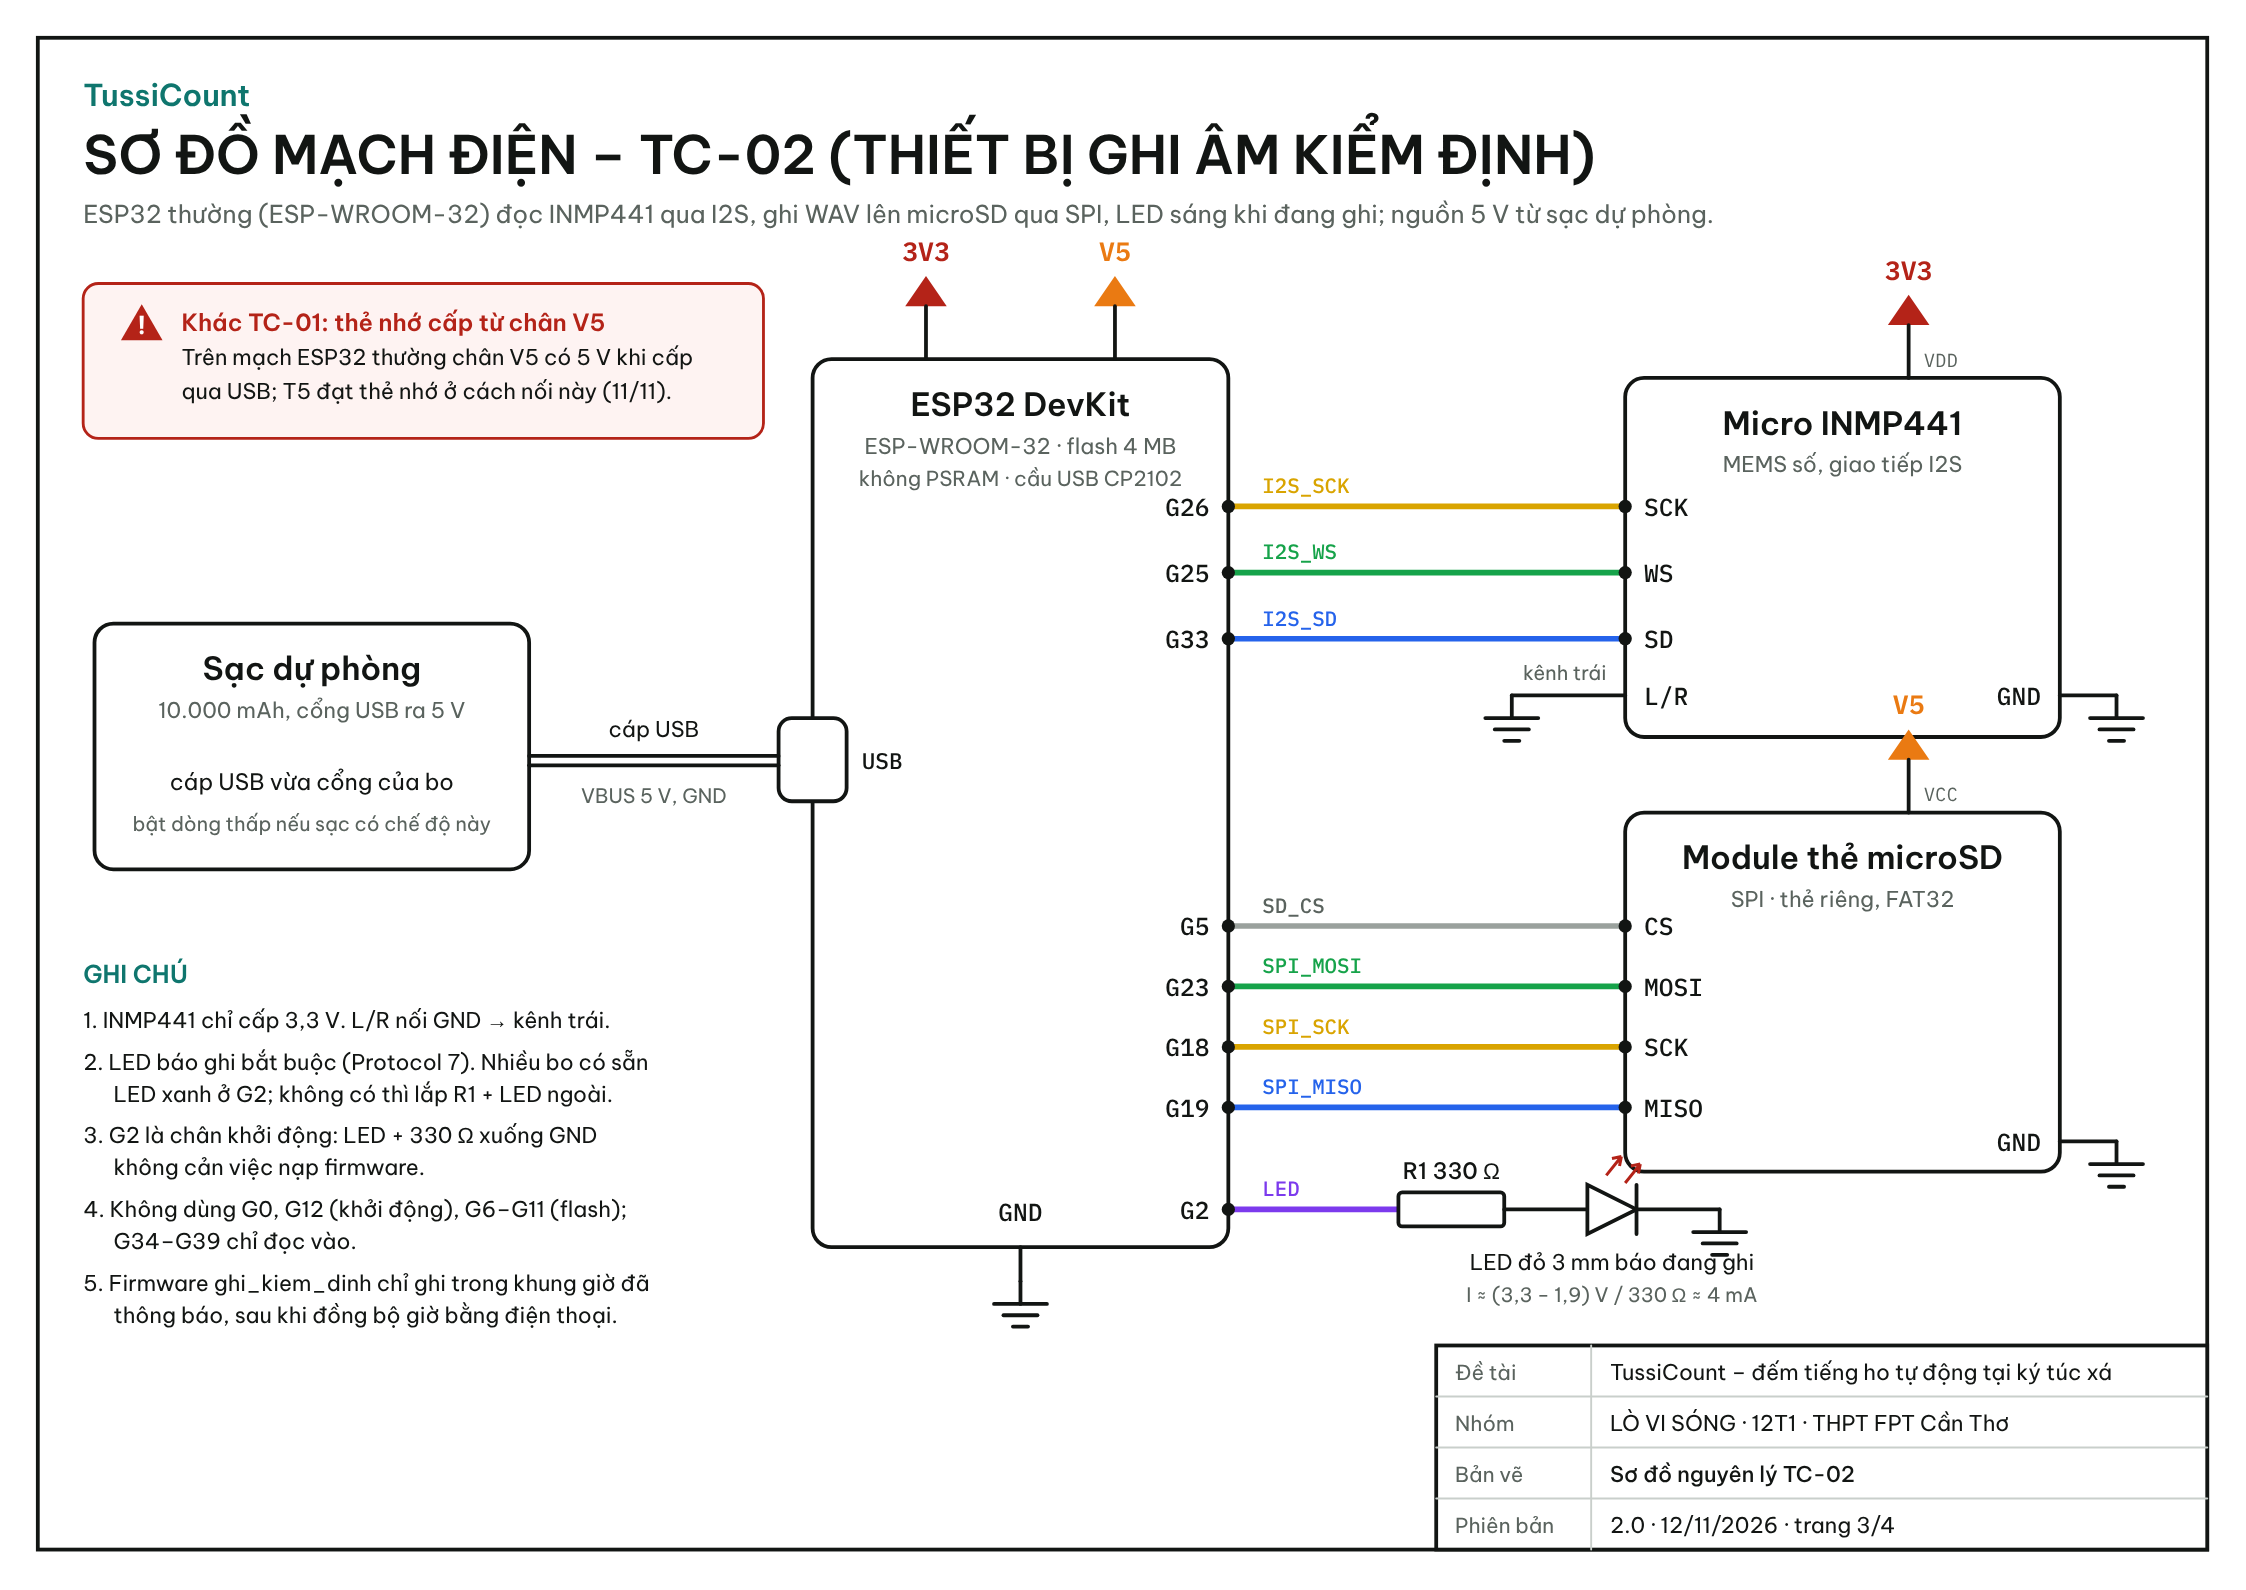 TussiCount
SƠ ĐỒ MẠCH ĐIỆN – TC-02 (THIẾT BỊ GHI ÂM KIỂM ĐỊNH)
ESP32 thường (ESP-WROOM-32) đọc INMP441 qua I2S, ghi WAV lên microSD qua SPI, LED sáng khi đang ghi; nguồn 5 V từ sạc dự phòng.
Khác TC-01: thẻ nhớ cấp từ chân V5
Trên mạch ESP32 thường chân V5 có 5 V khi cấp
qua USB; T5 đạt thẻ nhớ ở cách nối này (11/11).
Sạc dự phòng
10.000 mAh, cổng USB ra 5 V
cáp USB vừa cổng của bo
bật dòng thấp nếu sạc có chế độ này
cáp USB
VBUS 5 V, GND
3V3
V5
ESP32 DevKit
ESP-WROOM-32 · flash 4 MB
không PSRAM · cầu USB CP2102
USB
G26
G25
G33
G5
G23
G18
G19
G2
GND
I2S_SCK
I2S_WS
I2S_SD
kênh trái
SD_CS
SPI_MOSI
SPI_SCK
SPI_MISO
LED
R1 330 Ω
LED đỏ 3 mm báo đang ghi
I ≈ (3,3 – 1,9) V / 330 Ω ≈ 4 mA
3V3
VDD
Micro INMP441
MEMS số, giao tiếp I2S
SCK
WS
SD
L/R
GND
V5
VCC
Module thẻ microSD
SPI · thẻ riêng, FAT32
CS
MOSI
SCK
MISO
GND
GHI CHÚ
1. INMP441 chỉ cấp 3,3 V. L/R nối GND → kênh trái.
2. LED báo ghi bắt buộc (Protocol 7). Nhiều bo có sẵn
LED xanh ở G2; không có thì lắp R1 + LED ngoài.
3. G2 là chân khởi động: LED + 330 Ω xuống GND
không cản việc nạp firmware.
4. Không dùng G0, G12 (khởi động), G6–G11 (flash);
G34–G39 chỉ đọc vào.
5. Firmware ghi_kiem_dinh chỉ ghi trong khung giờ đã
thông báo, sau khi đồng bộ giờ bằng điện thoại.
Đề tài TussiCount – đếm tiếng ho tự động tại ký túc xá
Nhóm LÒ VI SÓNG · 12T1 · THPT FPT Cần Thơ
Bản vẽ Sơ đồ nguyên lý TC-02
Phiên bản 2.0 · 12/11/2026 · trang 3/4